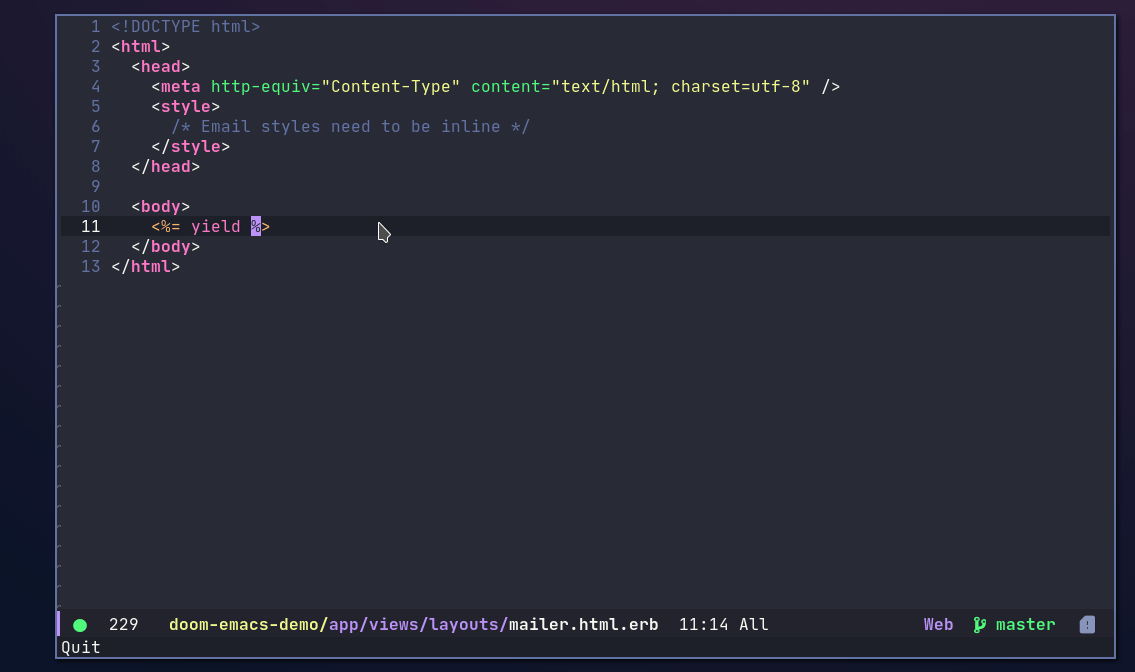 1 <!DOCTYPE html>
2 <html>
3   <head>
4     <meta http-equiv="Content-Type" content="text/html; charset=utf-8" />
5     <style>
6       /* Email styles need to be inline */
7     </style>
8   </head>
9
10   <body>
11     <%= yield %>
12   </body>
13 </html>
229 doom-emacs-demo/app/views/layouts/mailer.html.erb 11:14 All Web master
Quit